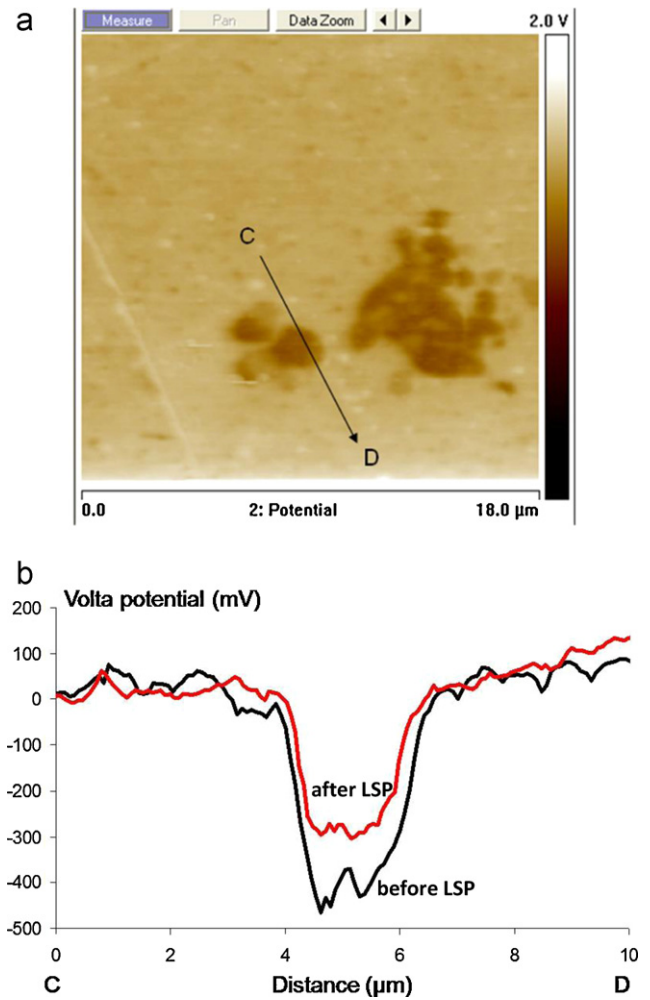 a
Measure Pan Data Zoom
2.0 V
C
D
0.0 2: Potential 18.0 µm
b
Volta potential (mV)
200
100
0
-100
-200
-300
-400
-500
after LSP
before LSP
0 2 4 6 8 10
C Distance (µm) D